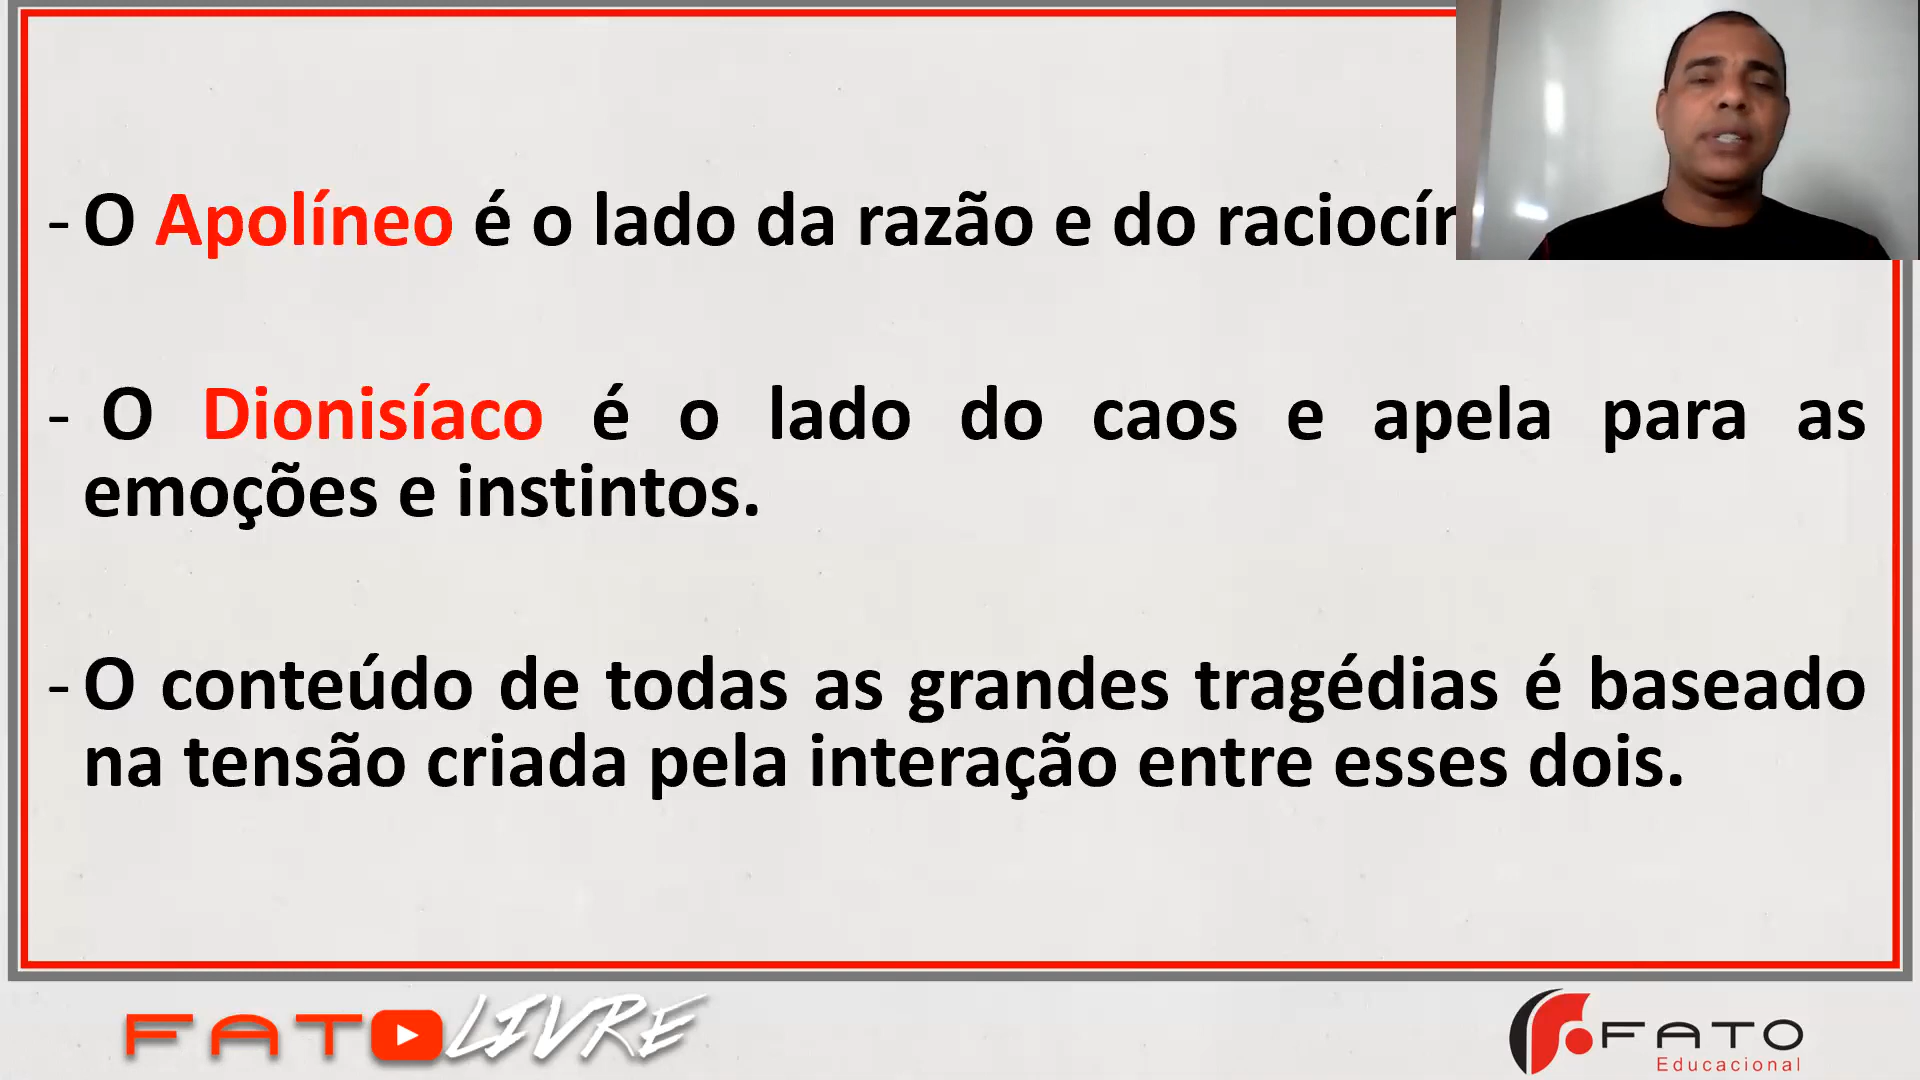 - O Apolíneo é o lado da razão e do
- O Dionisíaco é o lado do caos e apela para as
emoções e instintos.
- O conteúdo de todas as grandes tragédias é baseado
na tensão criada pela interação entre esses dois.
FATO LIVRE
FATO
Educacional